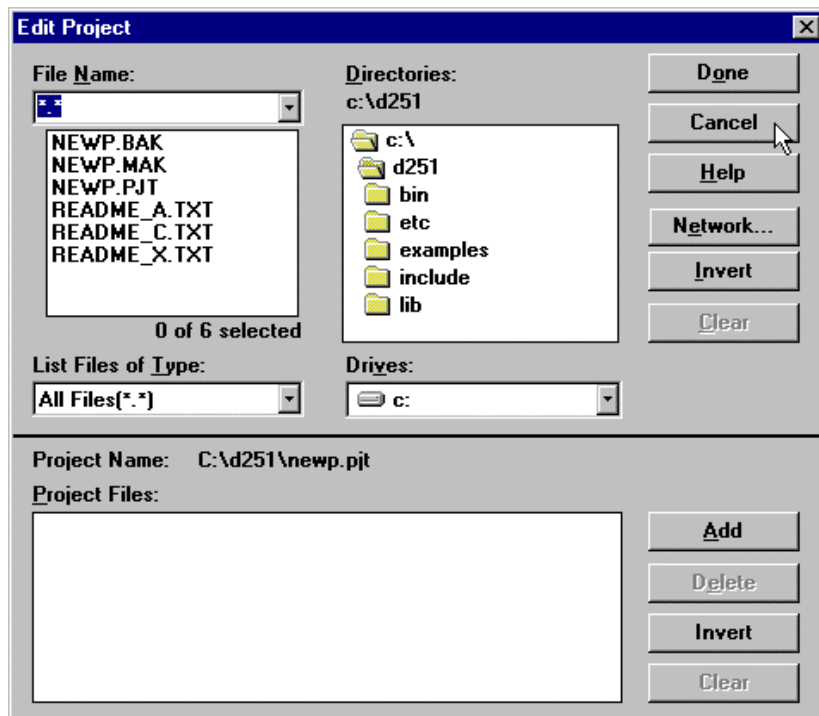 Edit Project
File Name:
*.*
NEWP.BAK
NEWP.MAK
NEWP.PJT
README_A.TXT
README_C.TXT
README_X.TXT
0 of 6 selected
List Files of Type:
All Files(*.*)
Directories:
c:\d251
c:\
d251
bin
etc
examples
include
lib
Drives:
c:
Done
Cancel
Help
Network...
Invert
Clear
Project Name: C:\d251\newp.pjt
Project Files:
Add
Delete
Invert
Clear